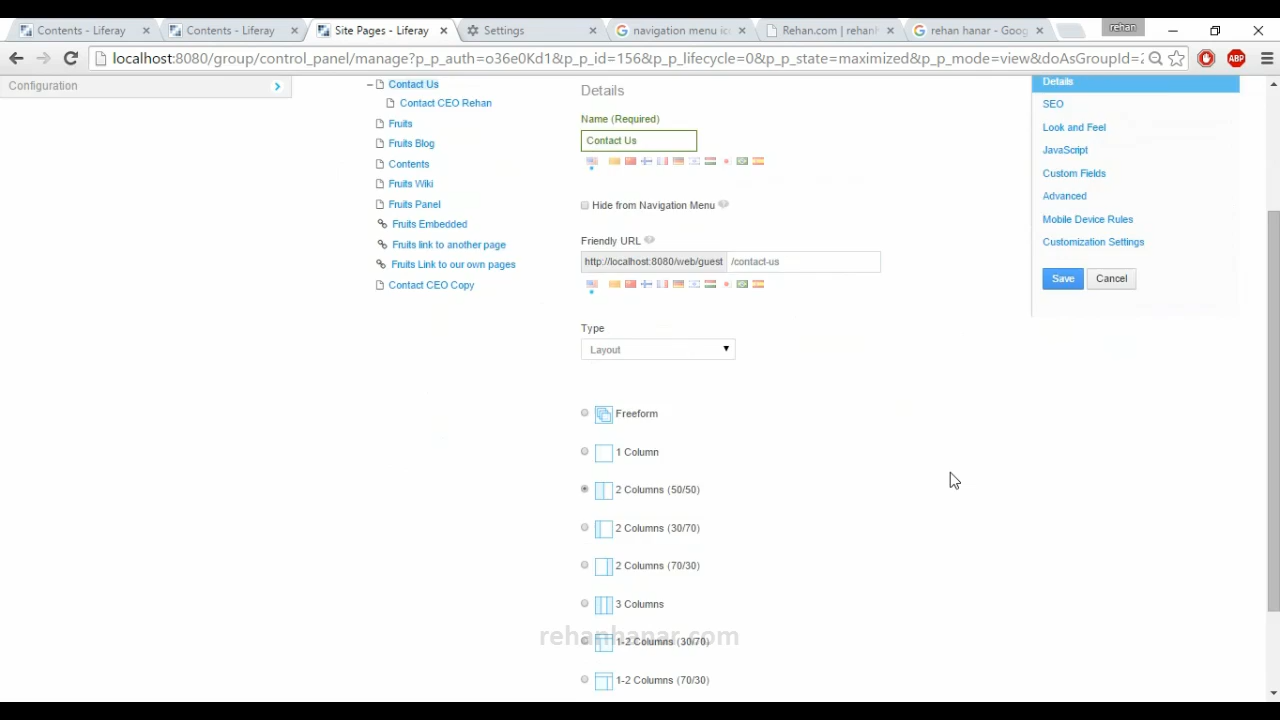 Contents - Liferay
Contents - Liferay
Site Pages - Liferay
Settings
navigation menu ic
Rehan.com | rehanh
rehan hanar - Goog
rehan
localhost:8080/group/control_panel/manage?p_p_auth=o36e0Kd1&p_p_id=156&p_p_lifecycle=0&p_p_state=maximized&p_p_mode=view&doAsGroupId=2
ABP
Configuration
Contact Us
Contact CEO Rehan
Fruits
Fruits Blog
Contents
Fruits Wiki
Fruits Panel
Fruits Embedded
Fruits link to another page
Fruits Link to our own pages
Contact CEO Copy
Details
Name (Required)
Contact Us
Hide from Navigation Menu
Friendly URL
http://localhost:8080/web/guest /contact-us
Type
Layout
Freeform
1 Column
2 Columns (50/50)
2 Columns (30/70)
2 Columns (70/30)
3 Columns
1-2 Columns (30/70)
1-2 Columns (70/30)
rehanhanar.com
Details
SEO
Look and Feel
JavaScript
Custom Fields
Advanced
Mobile Device Rules
Customization Settings
Save Cancel